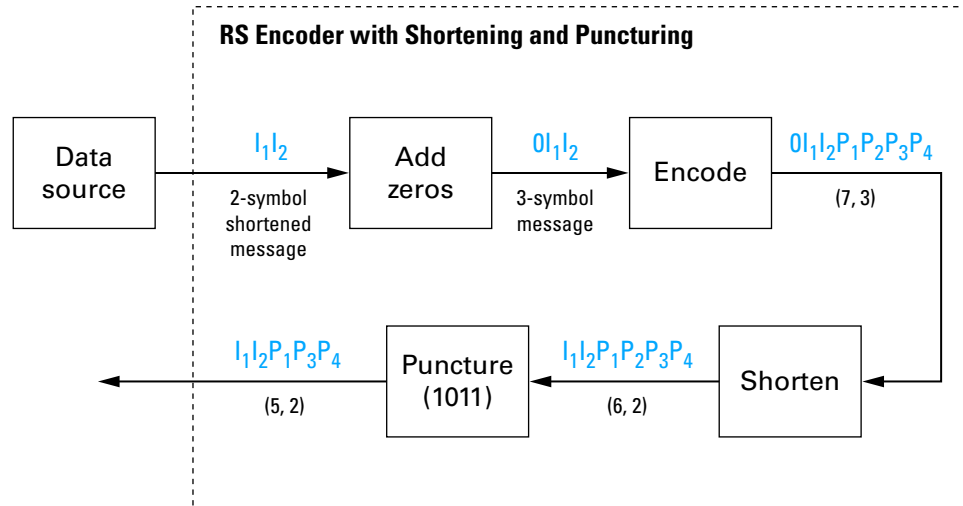 RS Encoder with Shortening and Puncturing
Data
source
I₁I₂
2-symbol
shortened
message
Add
zeros
0I₁I₂
3-symbol
message
Encode
0I₁I₂P₁P₂P₃P₄
(7, 3)
I₁I₂P₁P₃P₄
(5, 2)
Puncture
(1011)
I₁I₂P₁P₂P₃P₄
(6, 2)
Shorten